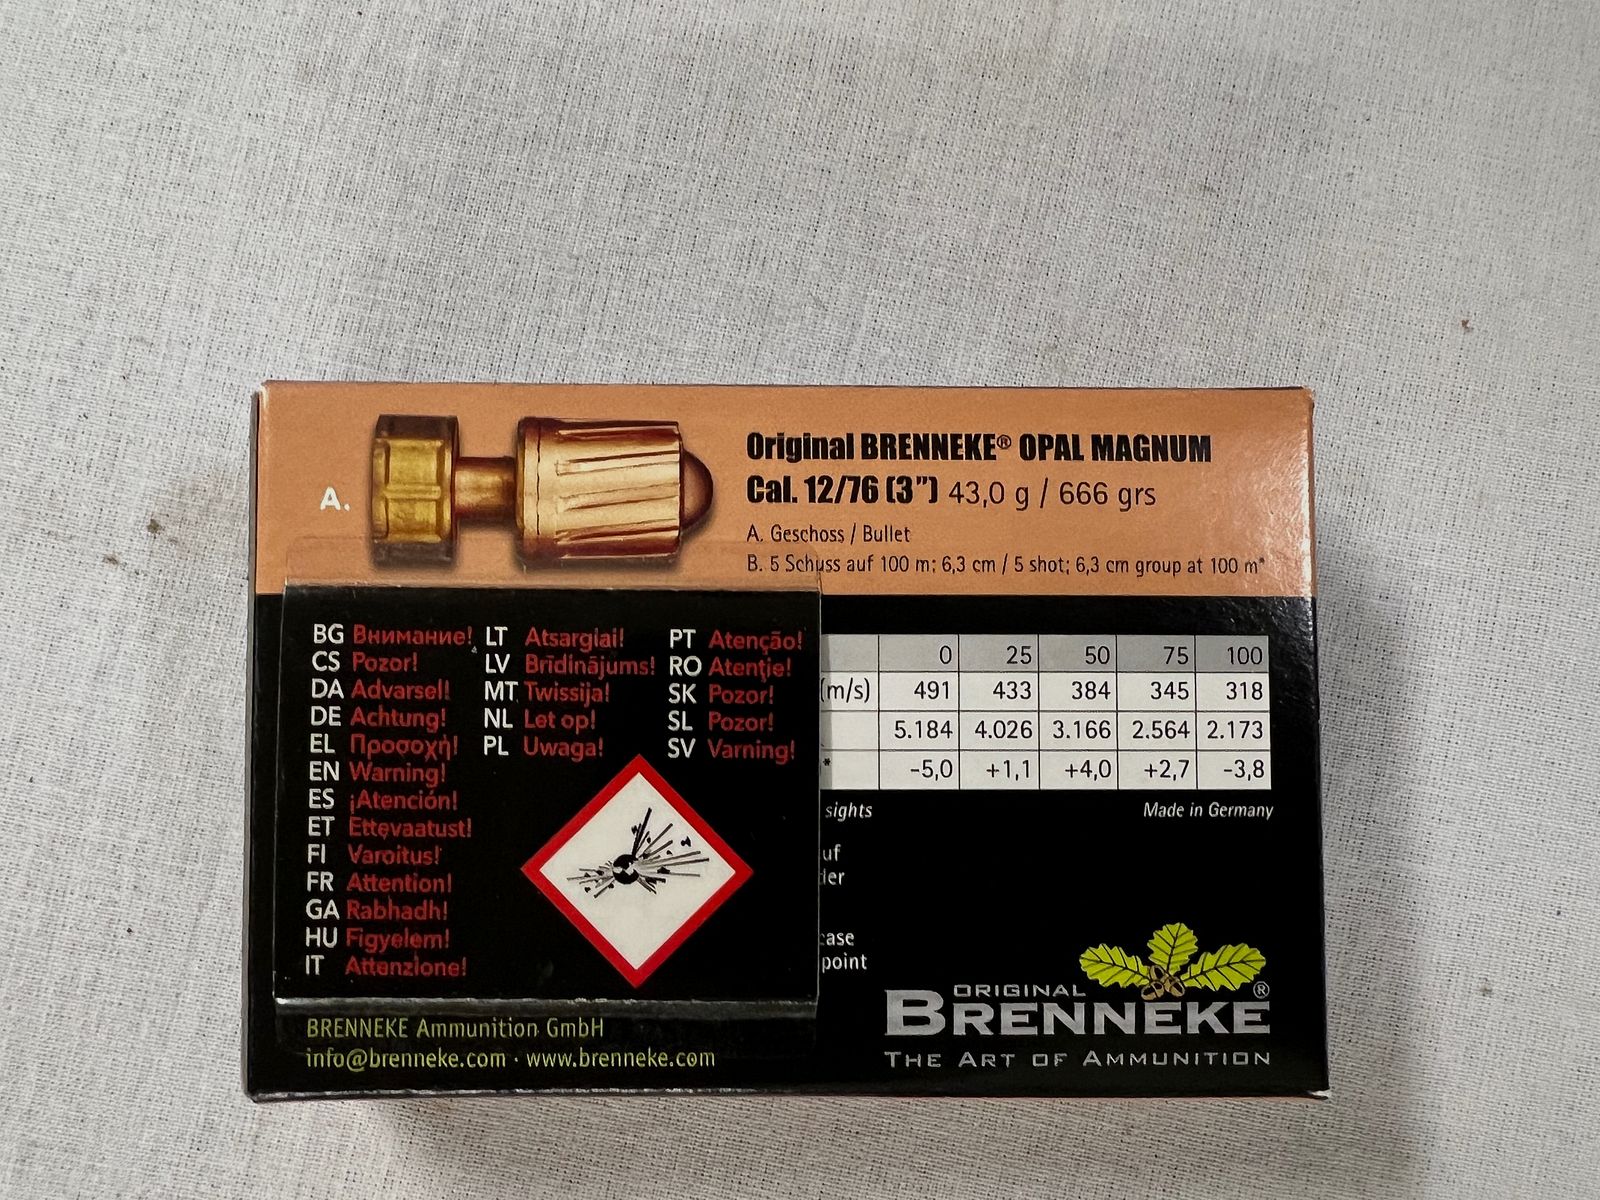 A.
Original BRENNEKE® OPAL MAGNUM
Cal. 12/76 (3") 43,0 g / 666 grs
A. Geschoss / Bullet
B. 5 Schuss auf 100 m; 6,3 cm / 5 shot; 6,3 cm group at 100 m*
BG Внимание! LT Atsargiai! PT Atenção!
CS Pozor! LV Brīdinājums! RO Atenţie!
DA Advarsel! MT Twissija! SK Pozor!
DE Achtung! NL Let op! SL Pozor!
EL Προσοχή! PL Uwaga! SV Varning!
EN Warning!
ES ¡Atención!
ET Ettevaatust!
FI Varoitus!
FR Attention!
GA Rabhadh!
HU Figyelem!
IT Attenzione!
0 25 50 75 100
(m/s) 491 433 384 345 318
5.184 4.026 3.166 2.564 2.173
* -5,0 +1,1 +4,0 +2,7 -3,8
sights Made in Germany
point
ORIGINAL
BRENNEKE®
THE ART OF AMMUNITION
BRENNEKE Ammunition GmbH
info@brenneke.com · www.brenneke.com